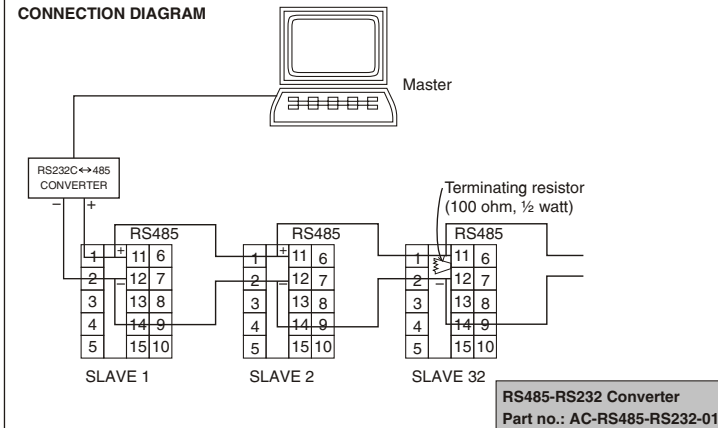 CONNECTION DIAGRAM
Master
RS232C↔485
CONVERTER
– +
Terminating resistor
(100 ohm, ½ watt)
RS485 RS485 RS485
1 + 11 6 1 + 11 6 1 11 6
2 – 12 7 2 – 12 7 2 – 12 7
3 13 8 3 13 8 3 13 8
4 14 9 4 14 9 4 14 9
5 15 10 5 15 10 5 15 10
SLAVE 1 SLAVE 2 SLAVE 32
RS485-RS232 Converter
Part no.: AC-RS485-RS232-01